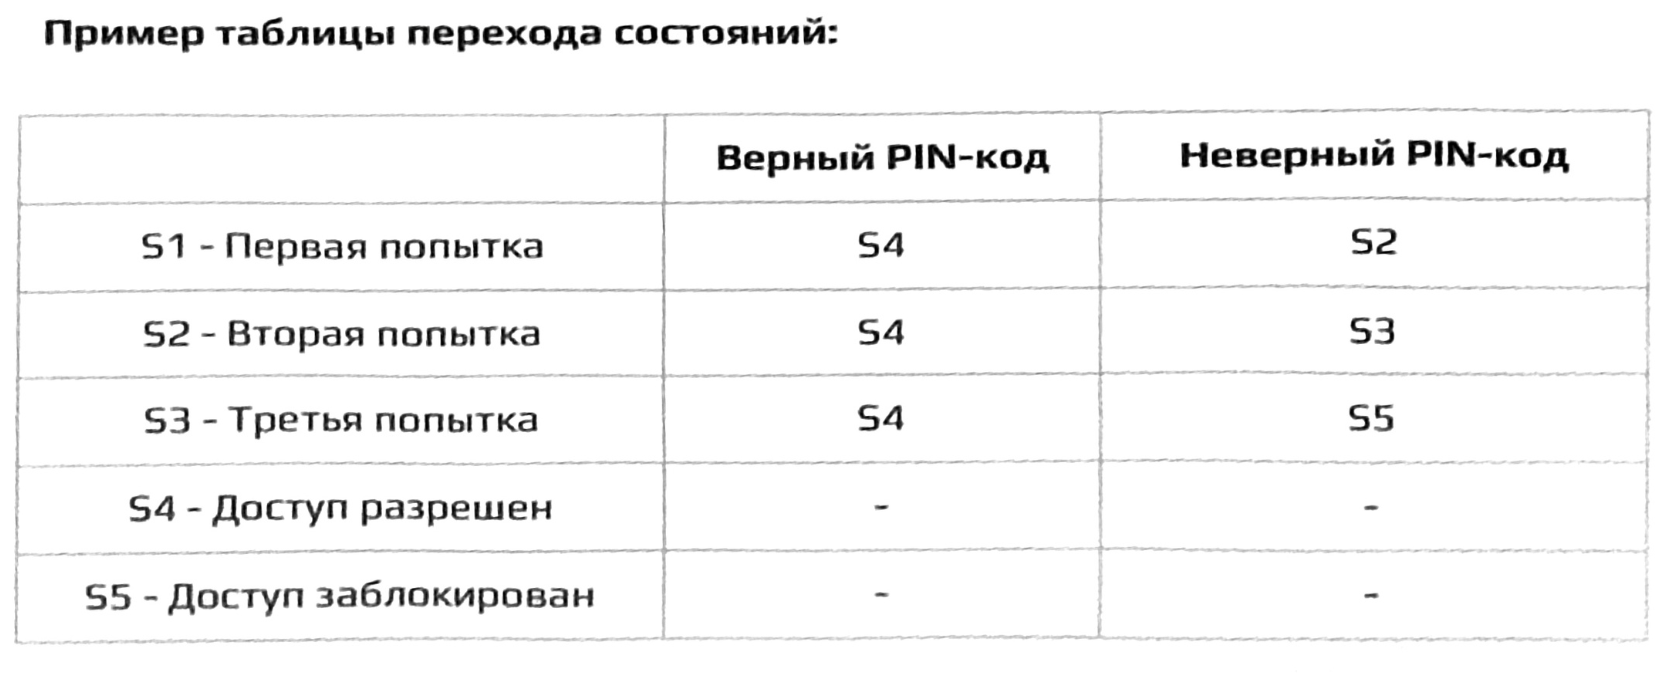 Пример таблицы перехода состояний:
Верный PIN-код Неверный PIN-код
S1 - Первая попытка S4 S2
S2 - Вторая попытка S4 S3
S3 - Третья попытка S4 S5
S4 - Доступ разрешен - -
S5 - Доступ заблокирован - -